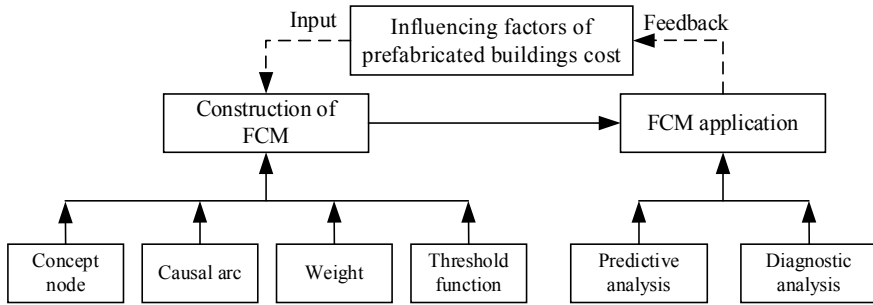 Input
Influencing factors of
prefabricated buildings cost
Feedback
Construction of
FCM
FCM application
Concept
node
Causal arc
Weight
Threshold
function
Predictive
analysis
Diagnostic
analysis